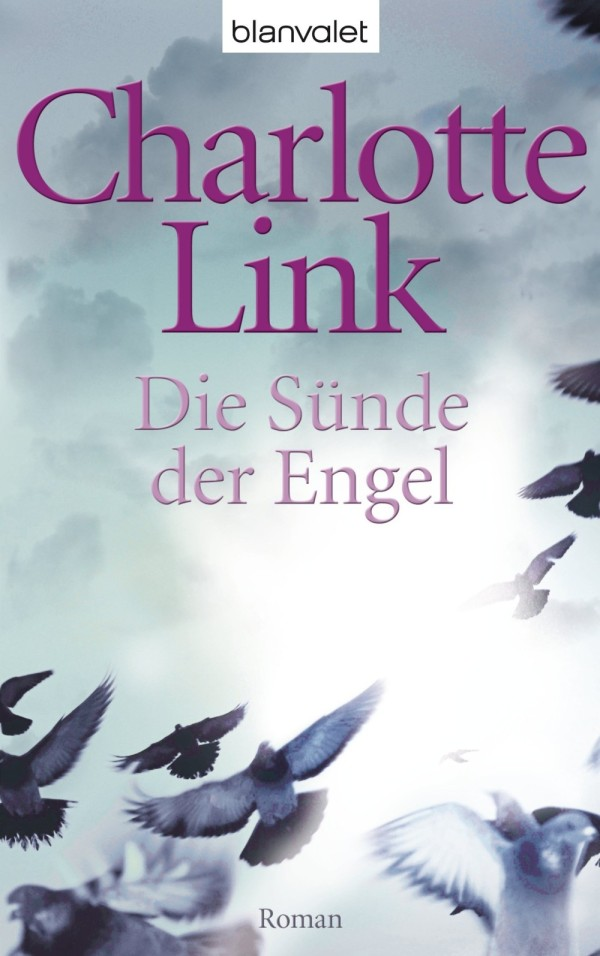 blanvalet
Charlotte
Link
Die Sünde
der Engel
Roman